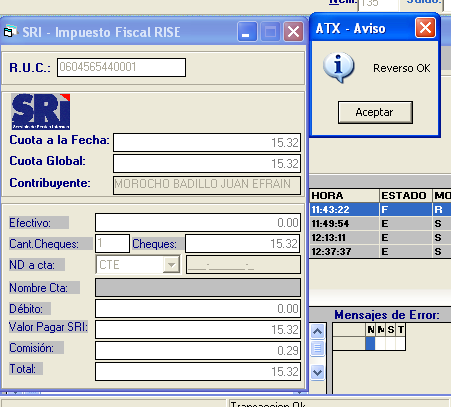 Núm. 135 Saldo:
SRI - Impuesto Fiscal RISE
ATX - Aviso
R.U.C.: 0604565440001
Reverso OK
Aceptar
SRi
Cuota a la Fecha: 15.32
Cuota Global: 15.32
Contribuyente: MOROCHO BADILLO JUAN EFRAIN
HORA ESTADO MO
11:43:22 F R
11:49:54 E S
12:13:11 E S
12:37:37 E S
Efectivo: 0.00
Cant.Cheques: 1 Cheques: 15.32
ND a cta: CTE
Nombre Cta:
Débito: 0.00
Mensajes de Error:
Valor Pagar SRI: 15.32
N M S T
Comisión: 0.29
Total: 15.32
Transaccion Ok